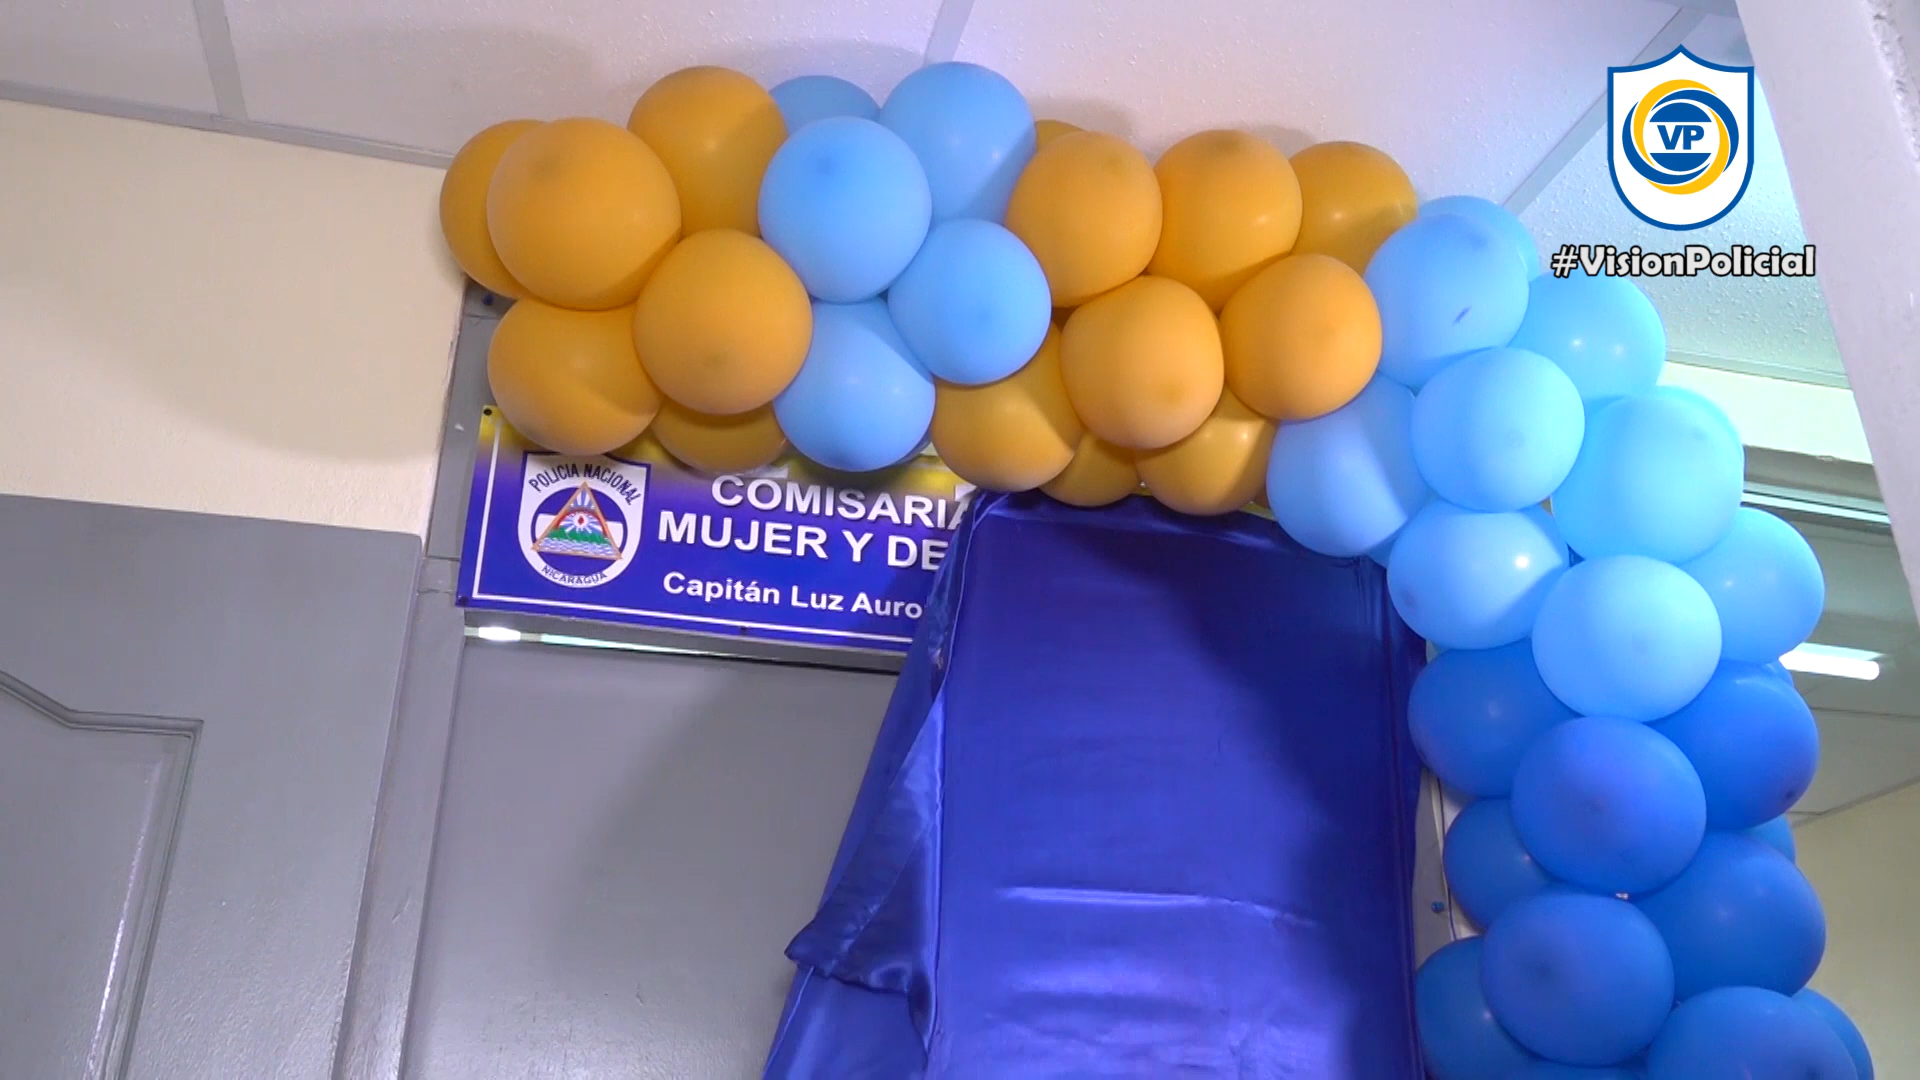 VP
#VisionPolicial
POLICIA NACIONAL
NICARAGUA
COMISARIA
MUJER Y DE
Capitán Luz Auro